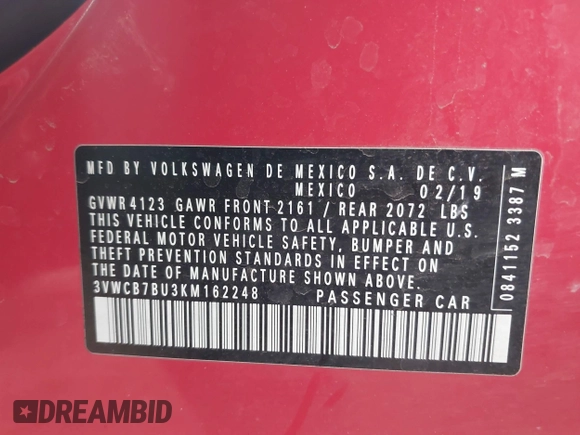 MFD BY VOLKSWAGEN DE MEXICO S.A. DE C.V.
MEXICO 02/19
GVWR 4123 GAWR FRONT 2161 / REAR 2072 LBS
THIS VEHICLE CONFORMS TO ALL APPLICABLE U.S.
FEDERAL MOTOR VEHICLE SAFETY, BUMPER AND
THEFT PREVENTION STANDARDS IN EFFECT ON
THE DATE OF MANUFACTURE SHOWN ABOVE.
3VWCB7BU3KM162248 PASSENGER CAR
0841152 3387 M
DREAMBID